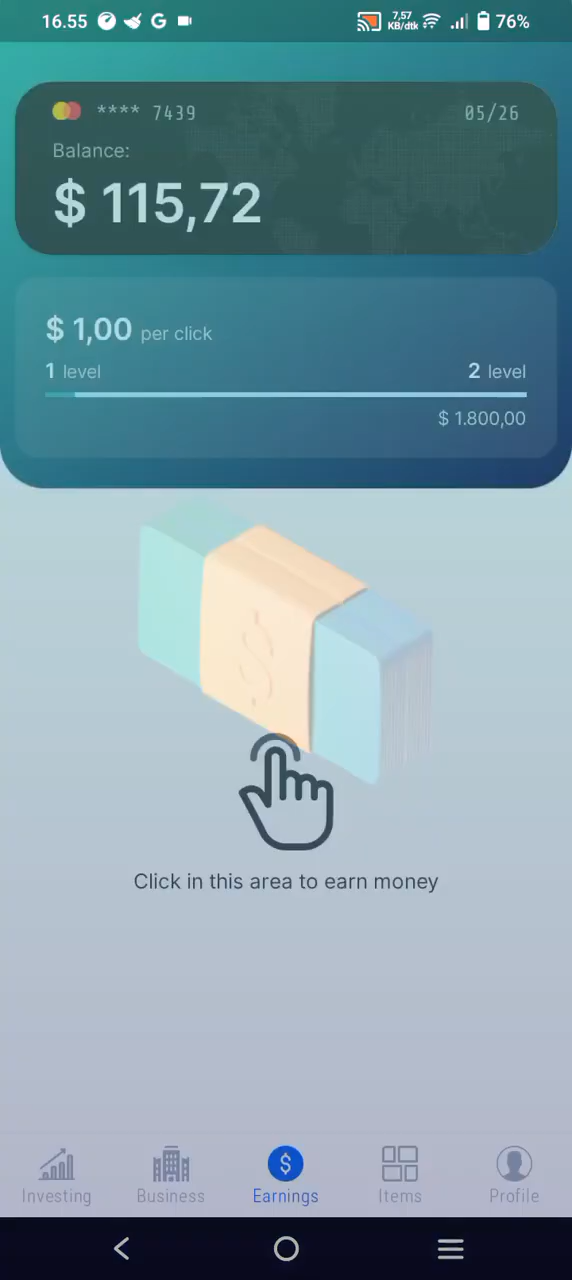 16.55 G 7,57 KB/dtk 76%
**** 7439 05/26
Balance:
$ 115,72
$ 1,00 per click
1 level 2 level
$ 1.800,00
$
Click in this area to earn money
$
Investing Business Earnings Items Profile